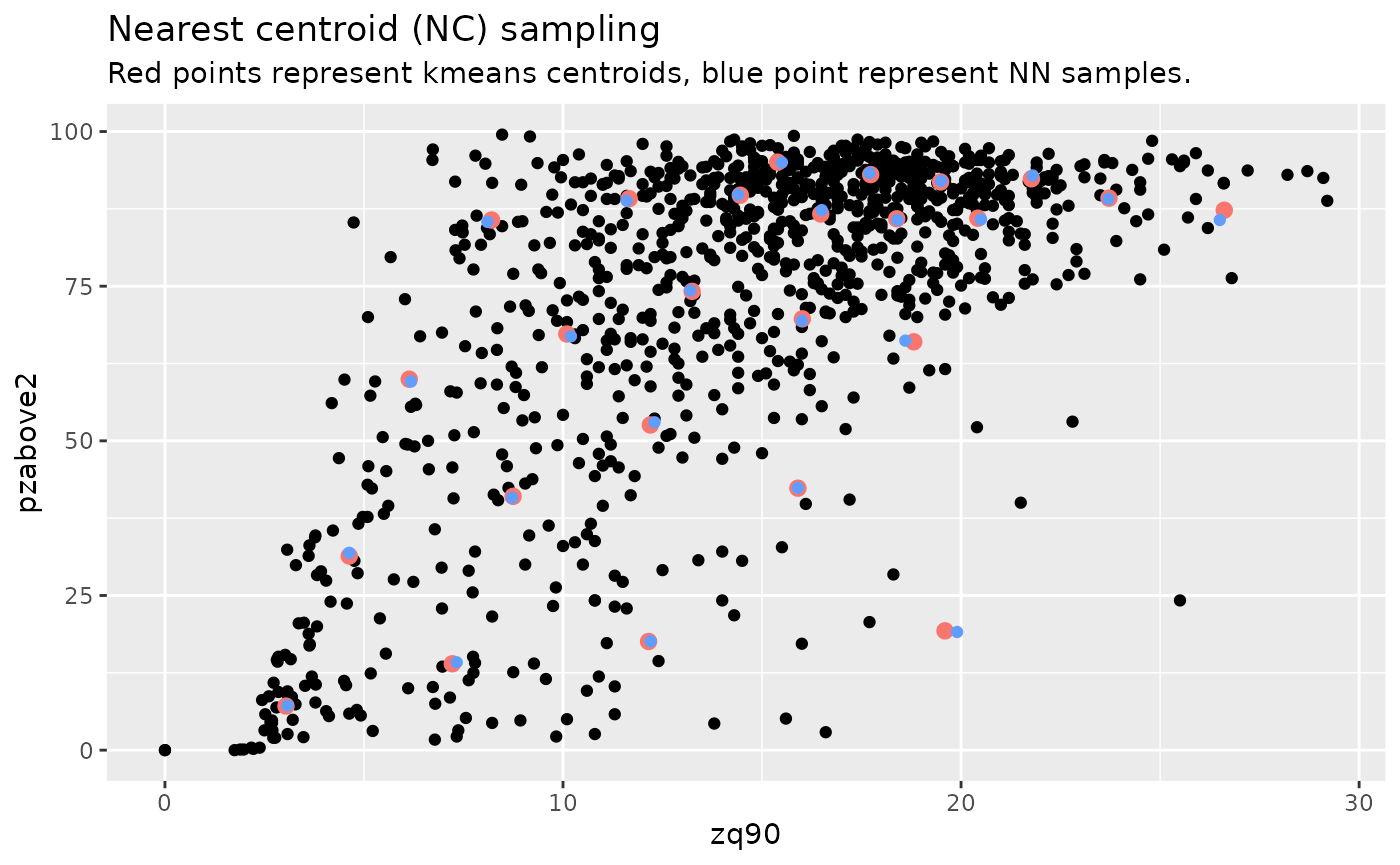 Nearest centroid (NC) sampling
Red points represent kmeans centroids, blue point represent NN samples.
100
75
50
25
0
pzabove2
0 10 20 30
zq90